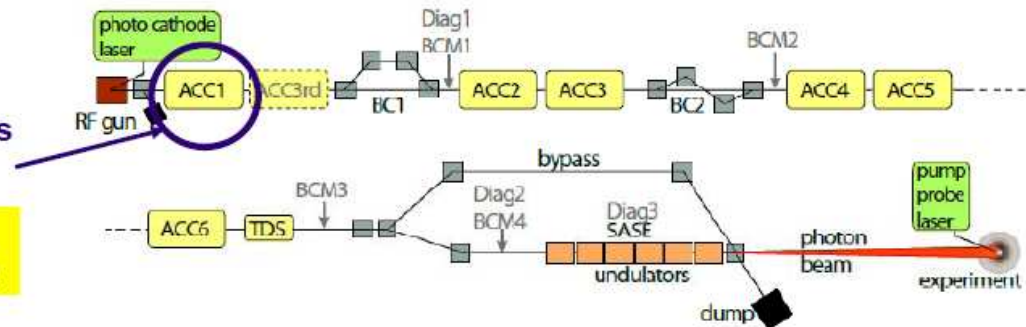 photo cathode
laser
Diag1
BCM1
BCM2
ACC1
ACC3rd
BC1
ACC2
ACC3
BC2
ACC4
ACC5
RF gun
s
bypass
pump
probe
laser
BCM3
Diag2
BCM4
Diag3
SASE
ACC6
TDS
undulators
photon
beam
experiment
dump